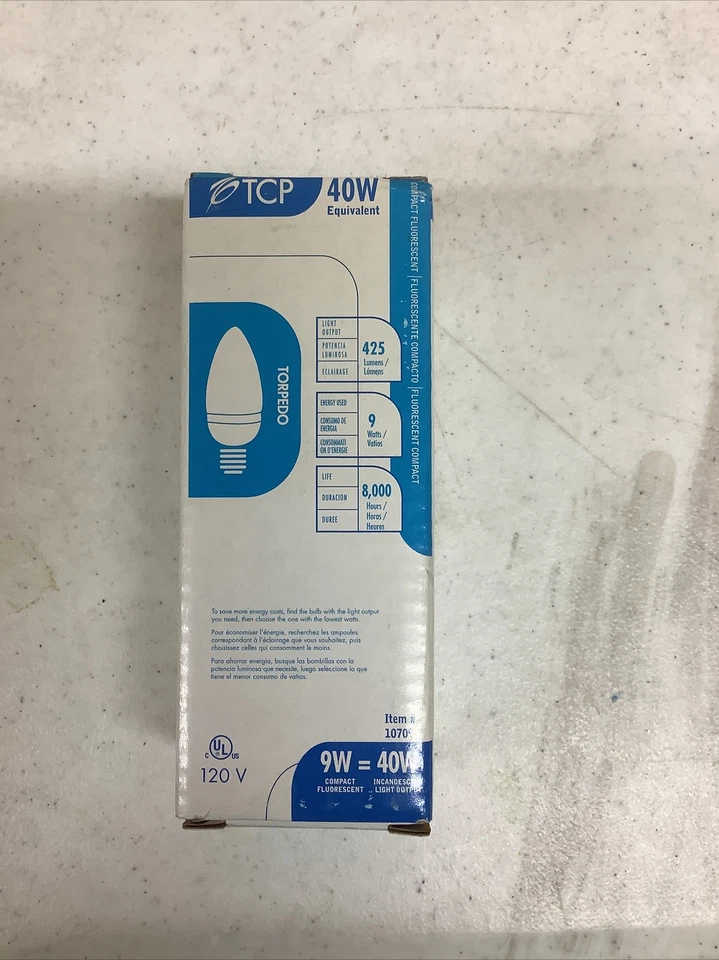 TCP
40W
Equivalent
COMPACT FLUORESCENT | FLUORESCENTE COMPACTO | FLUORESCENT COMPACT
TORPEDO
LIGHT
OUTPUT
POTENCIA
LUMINOSA
ECLAIRAGE
425
Lumens /
Lúmens
ENERGY USED
CONSUMO DE
ENERGIA
CONSOMMATI
ON D'ENERGIE
9
Watts /
Vatios
LIFE
DURACION
DUREE
8,000
Hours /
Horas /
Heures
To save more energy costs, find the bulb with the light output
you need, then choose the one with the lowest watts.
Pour économiser l'énergie, recherchez les ampoules
correspondant à l'éclairage que vous souhaitez, puis
choisissez celles qui consomment le moins.
Para ahorrar energia, busque las bombillas con la
potencia luminosa que necesite, luego seleccione la que
tiene el menor consumo de vatios.
Item #
C UL US
120 V
9W = 40W
COMPACT
FLUORESCENT
INCANDESCENT
LIGHT OUTPUT